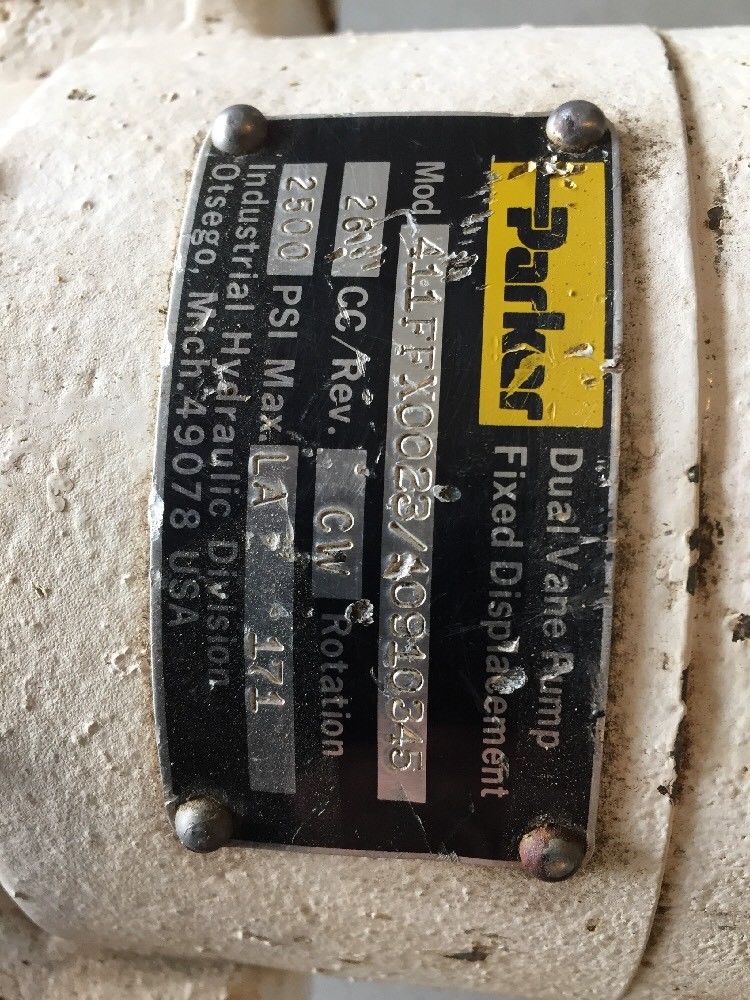 Parker
Dual Vane Pump
Fixed Displacement
Mod. 411FFX0023/1091O345
CC/Rev. CW Rotation
2500 PSI Max. LA 171
Industrial Hydraulic Division
Otsego, Mich. 49078 USA